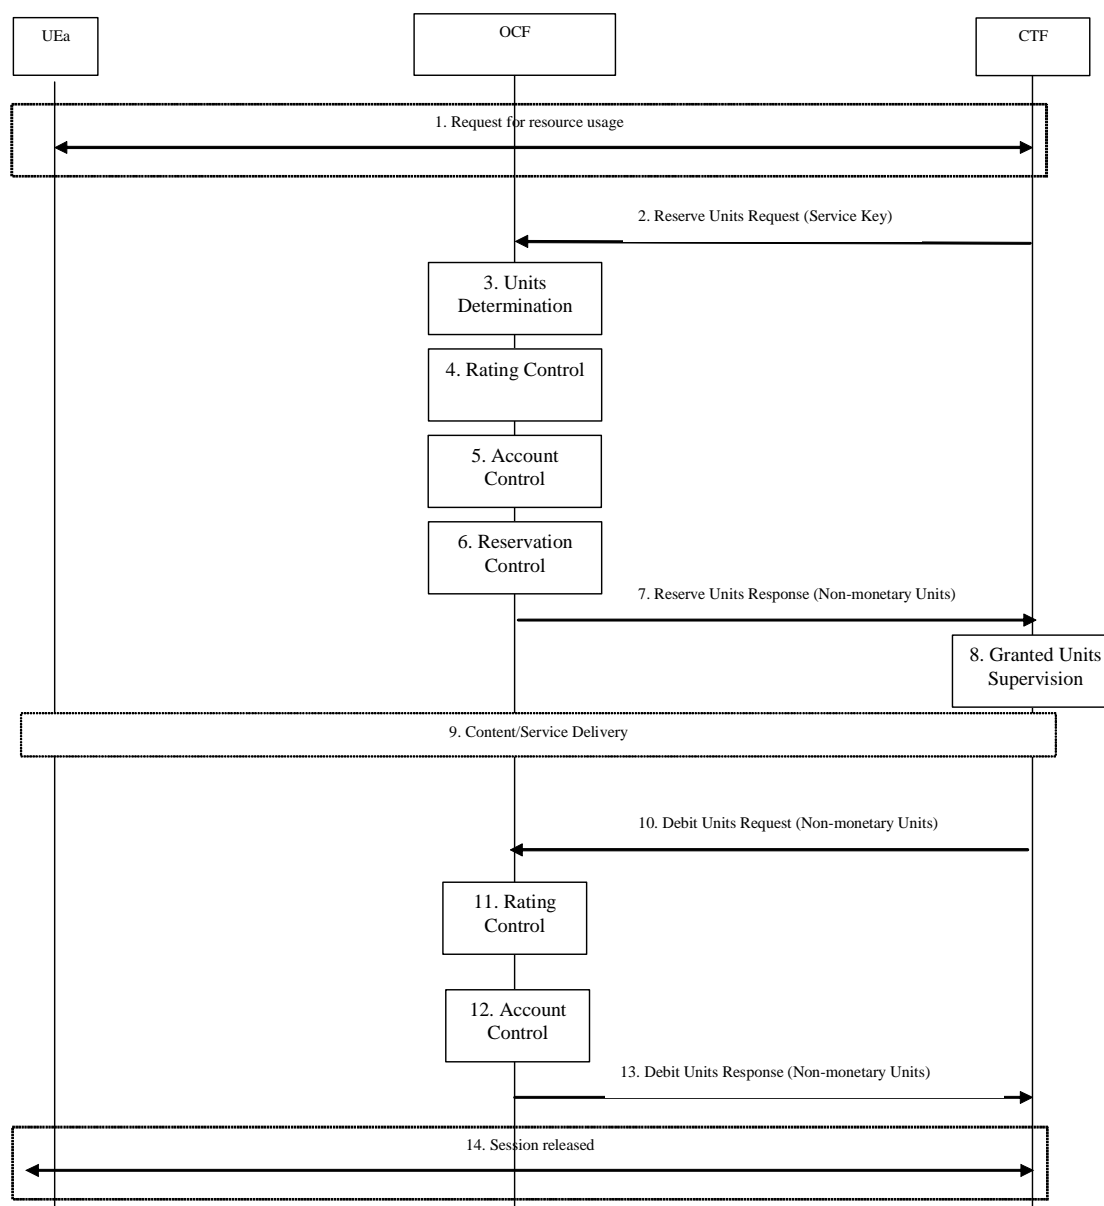 UEa
OCF
CTF
1. Request for resource usage
2. Reserve Units Request (Service Key)
3. Units
Determination
4. Rating Control
5. Account
Control
6. Reservation
Control
7. Reserve Units Response (Non-monetary Units)
8. Granted Units
Supervision
9. Content/Service Delivery
10. Debit Units Request (Non-monetary Units)
11. Rating
Control
12. Account
Control
13. Debit Units Response (Non-monetary Units)
14. Session released